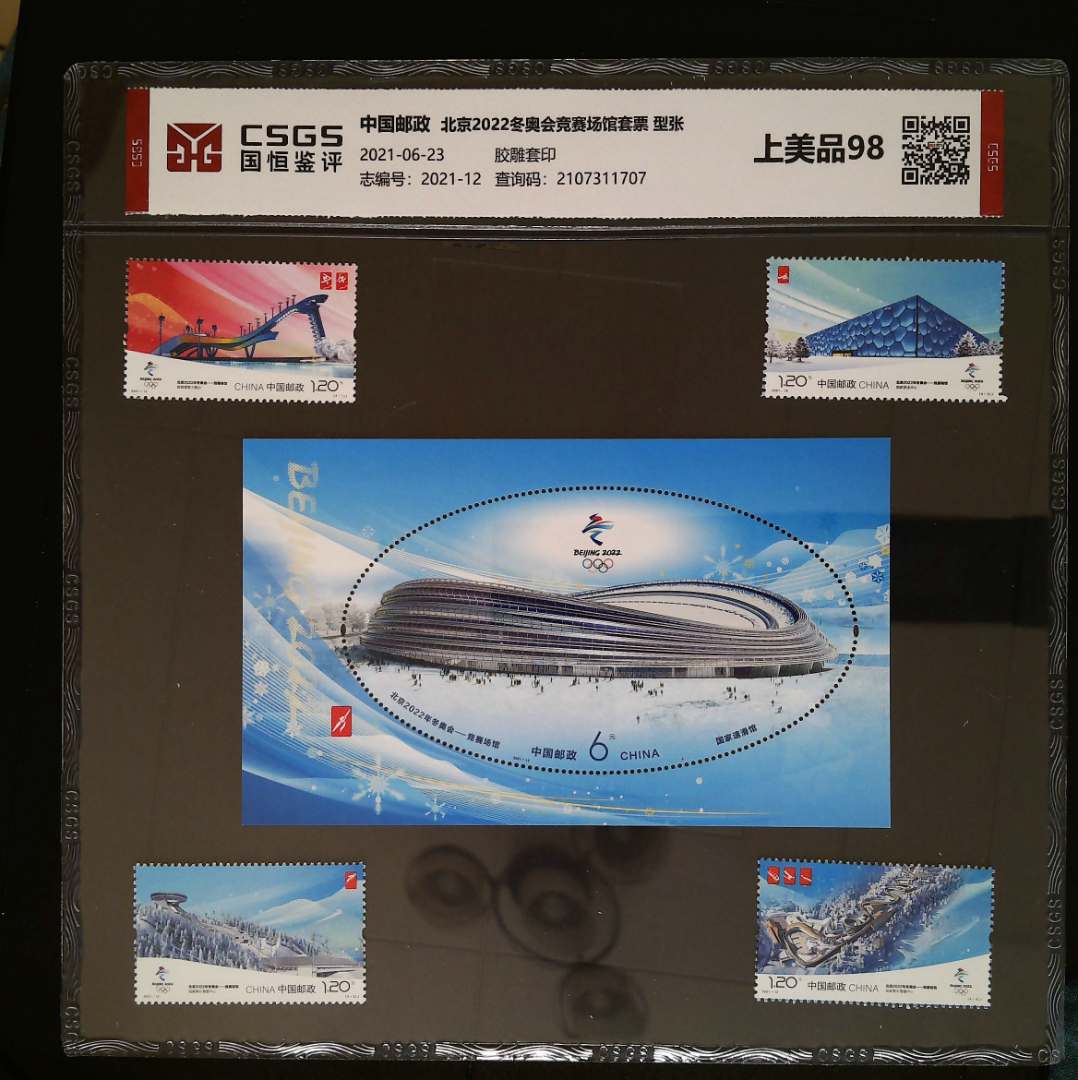 CSGS
国恒鉴评
中国邮政 北京2022冬奥会竞赛场馆套票 型张
2021-06-23 胶雕套印
志编号：2021-12 查询码：2107311707
上美品98
CSGS
CSGS
CHINA 中国邮政 1.20
1.20 中国邮政 CHINA
BEIJING 2022
北京2022年冬奥会——竞赛场馆
中国邮政 6元 CHINA
国家速滑馆
CHINA 中国邮政 1.20
1.20 中国邮政 CHINA